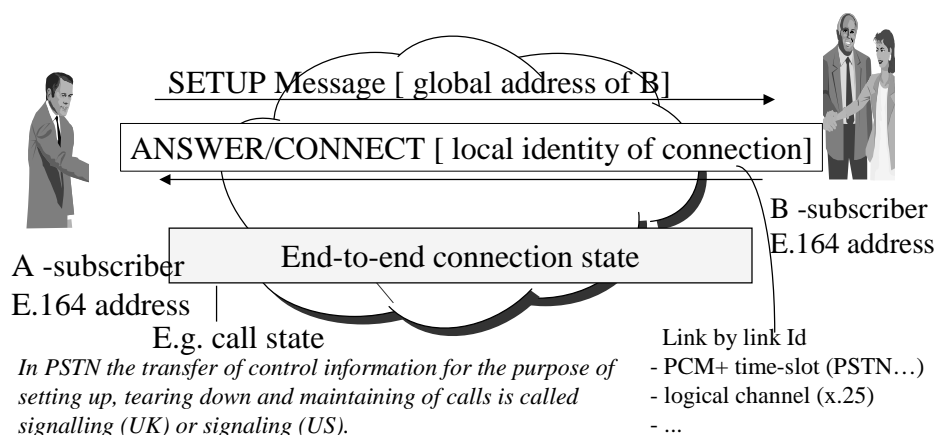 SETUP Message [ global address of B]
ANSWER/CONNECT [ local identity of connection]
B -subscriber
E.164 address
End-to-end connection state
A -subscriber
E.164 address
E.g. call state
In PSTN the transfer of control information for the purpose of
setting up, tearing down and maintaining of calls is called
signalling (UK) or signaling (US).
Link by link Id
- PCM+ time-slot (PSTN…)
- logical channel (x.25)
- ...